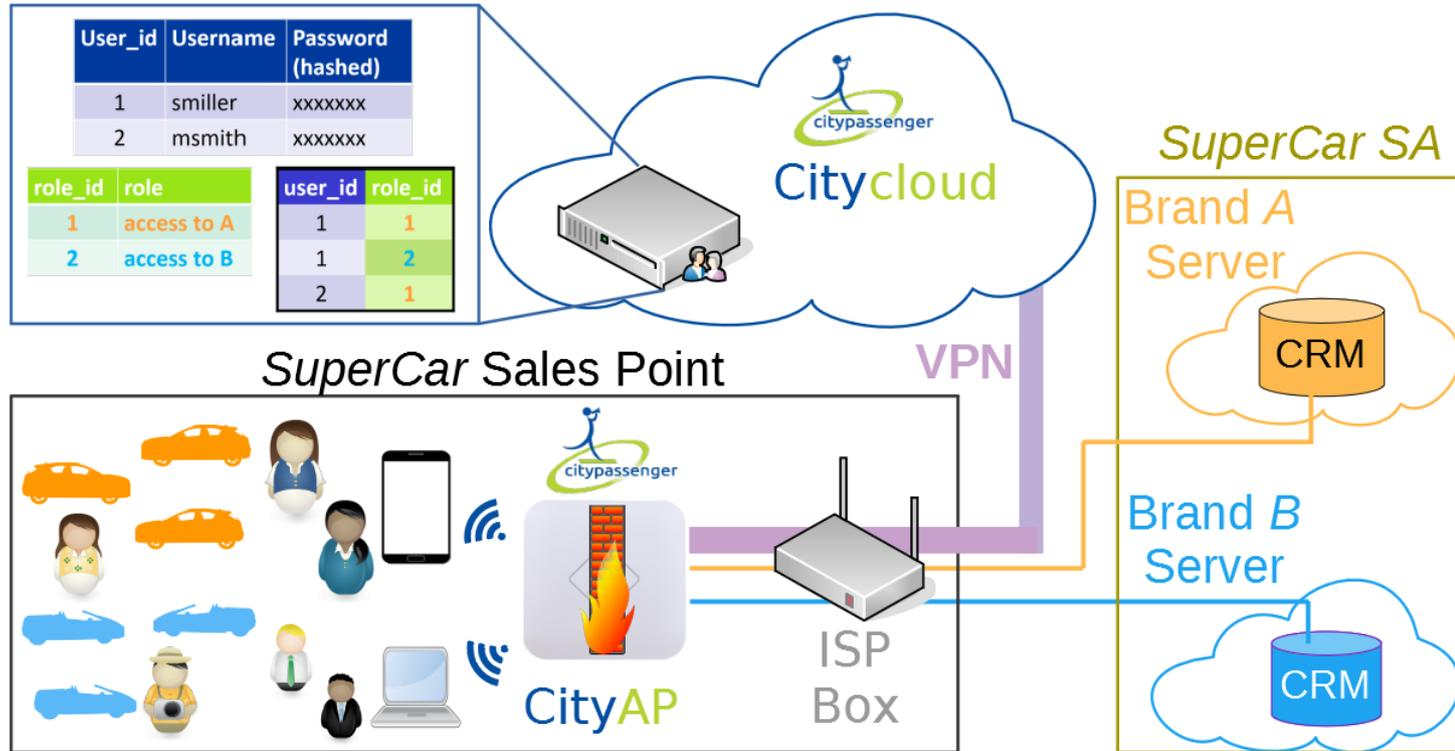 User_id Username Password
(hashed)
1 smiller xxxxxxx
2 msmith xxxxxxx
role_id role
1 access to A
2 access to B
user_id role_id
1 1
1 2
2 1
citypassenger
Citycloud
SuperCar SA
Brand A
Server
CRM
VPN
SuperCar Sales Point
citypassenger
CityAP
ISP
Box
Brand B
Server
CRM